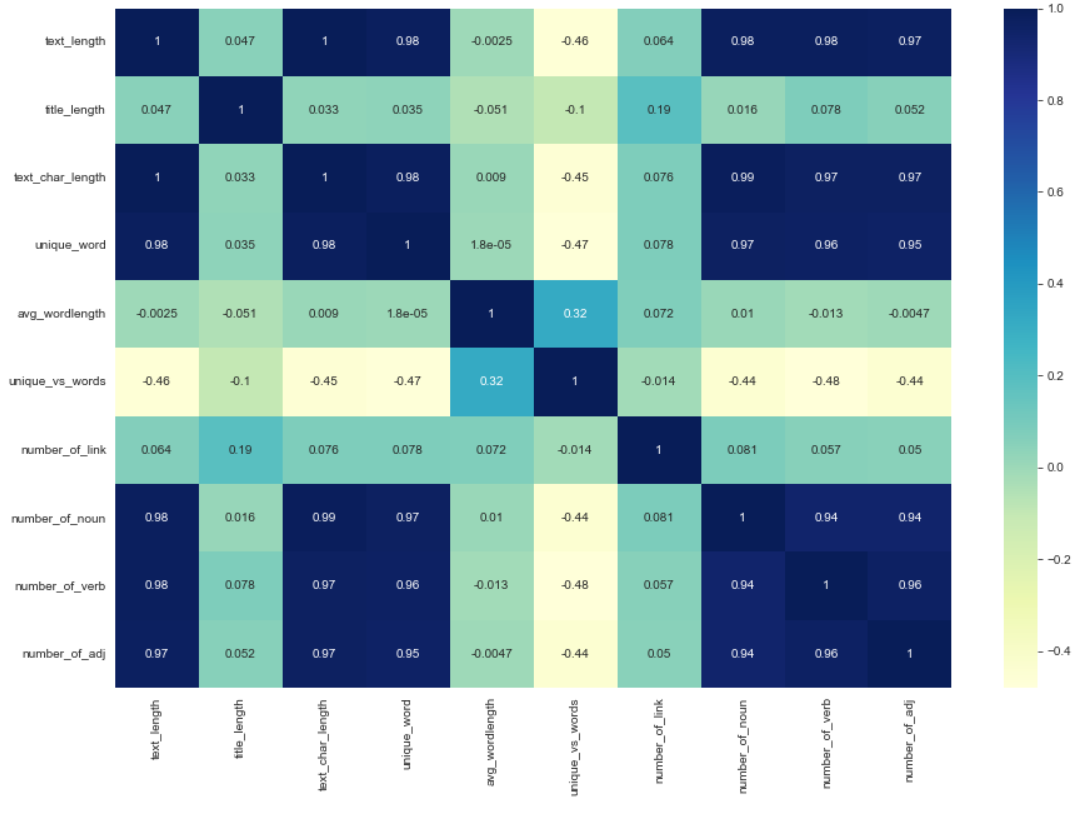 text_length 1 0.047 1 0.98 -0.0025 -0.46 0.064 0.98 0.98 0.97
title_length 0.047 1 0.033 0.035 -0.051 -0.1 0.19 0.016 0.078 0.052
text_char_length 1 0.033 1 0.98 0.009 -0.45 0.076 0.99 0.97 0.97
unique_word 0.98 0.035 0.98 1 1.8e-05 -0.47 0.078 0.97 0.96 0.95
avg_wordlength -0.0025 -0.051 0.009 1.8e-05 1 0.32 0.072 0.01 -0.013 -0.0047
unique_vs_words -0.46 -0.1 -0.45 -0.47 0.32 1 -0.014 -0.44 -0.48 -0.44
number_of_link 0.064 0.19 0.076 0.078 0.072 -0.014 1 0.081 0.057 0.05
number_of_noun 0.98 0.016 0.99 0.97 0.01 -0.44 0.081 1 0.94 0.94
number_of_verb 0.98 0.078 0.97 0.96 -0.013 -0.48 0.057 0.94 1 0.96
number_of_adj 0.97 0.052 0.97 0.95 -0.0047 -0.44 0.05 0.94 0.96 1
text_length
title_length
text_char_length
unique_word
avg_wordlength
unique_vs_words
number_of_link
number_of_noun
number_of_verb
number_of_adj
1.0
0.8
0.6
0.4
0.2
0.0
−0.2
−0.4